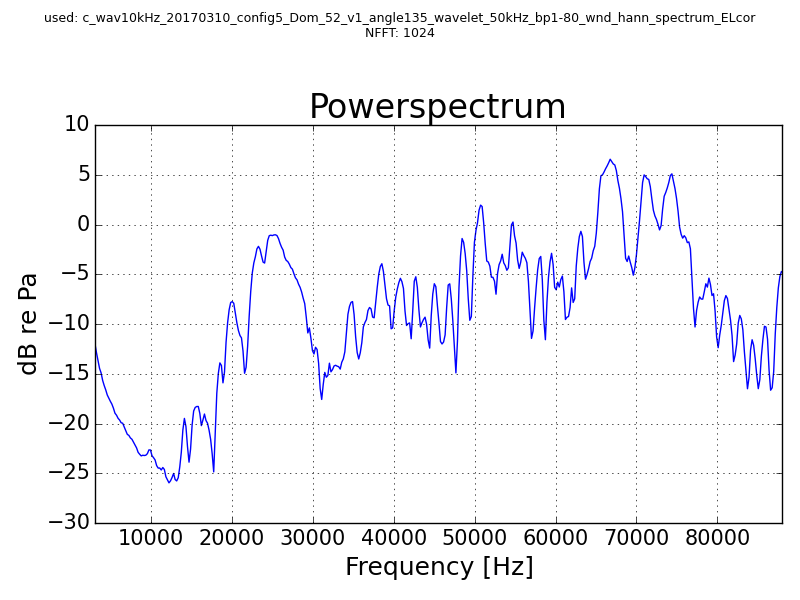 used: c_wav10kHz_20170310_config5_Dom_52_v1_angle135_wavelet_50kHz_bp1-80_wnd_hann_spectrum_ELcor
NFFT: 1024
Powerspectrum
10
5
0
−5
−10
−15
−20
−25
−30
dB re Pa
10000 20000 30000 40000 50000 60000 70000 80000
Frequency [Hz]